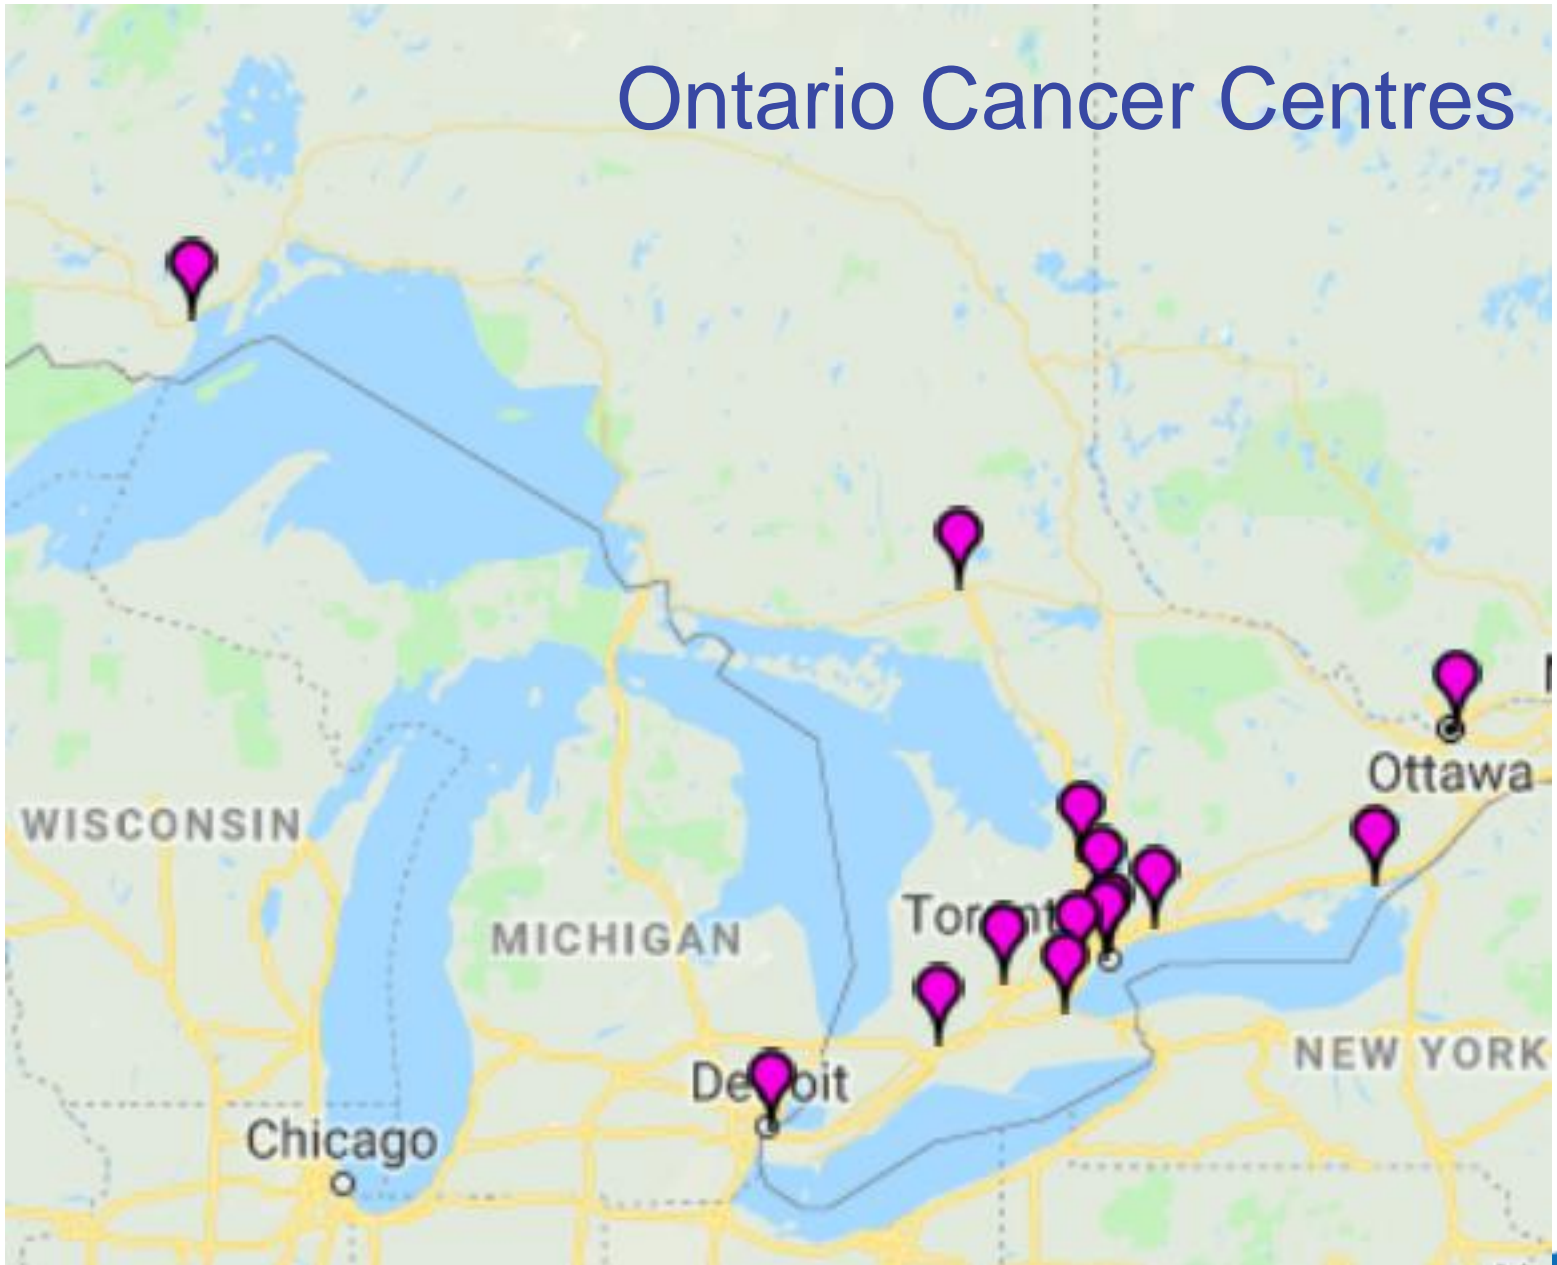 Ontario Cancer Centres
Ottawa
WISCONSIN
MICHIGAN
NEW YORK
Chicago